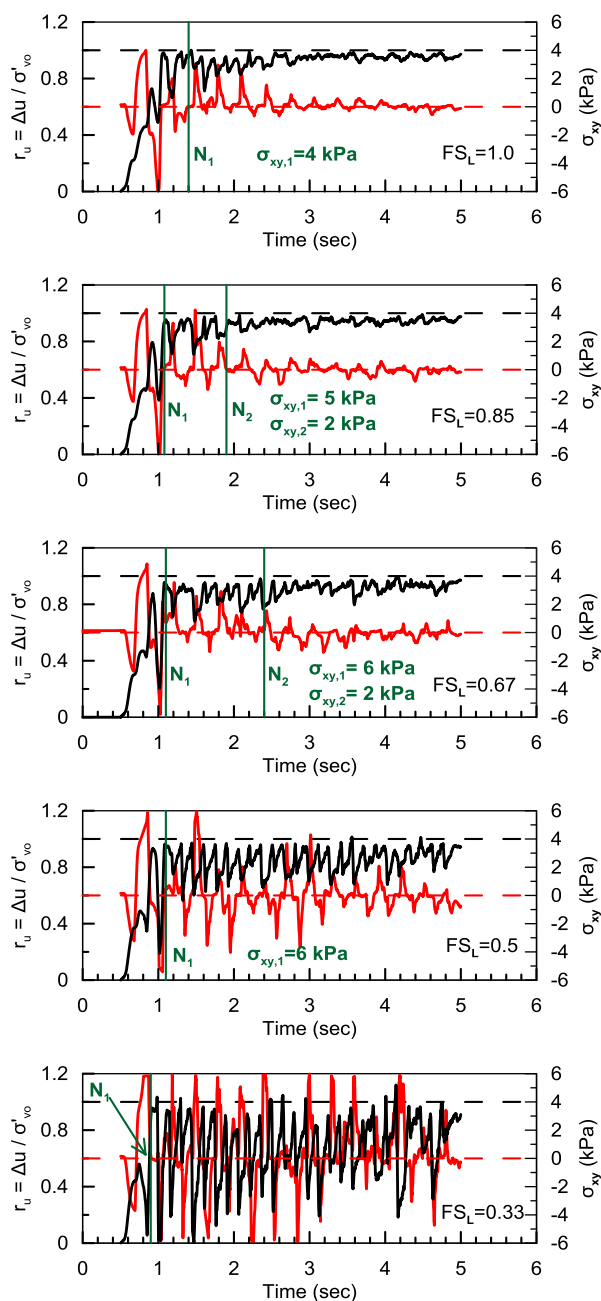 1.2
0.8
0.4
0
r_u = Δu / σ'_vo
6
4
2
0
-2
-4
-6
σ_xy (kPa)
N_1
σ_xy,1=4 kPa
FS_L=1.0
0 1 2 3 4 5 6
Time (sec)
1.2
0.8
0.4
0
r_u = Δu / σ'_vo
6
4
2
0
-2
-4
-6
σ_xy (kPa)
N_1
N_2
σ_xy,1= 5 kPa
σ_xy,2= 2 kPa
FS_L=0.85
0 1 2 3 4 5 6
Time (sec)
1.2
0.8
0.4
0
r_u = Δu / σ'_vo
6
4
2
0
-2
-4
-6
σ_xy (kPa)
N_1
N_2
σ_xy,1= 6 kPa
σ_xy,2= 2 kPa
FS_L=0.67
0 1 2 3 4 5 6
Time (sec)
1.2
0.8
0.4
0
r_u = Δu / σ'_vo
6
4
2
0
-2
-4
-6
σ_xy (kPa)
N_1
σ_xy,1=6 kPa
FS_L=0.5
0 1 2 3 4 5 6
Time (sec)
1.2
0.8
0.4
0
r_u = Δu / σ'_vo
6
4
2
0
-2
-4
-6
σ_xy (kPa)
N_1
FS_L=0.33
0 1 2 3 4 5 6
Time (sec)